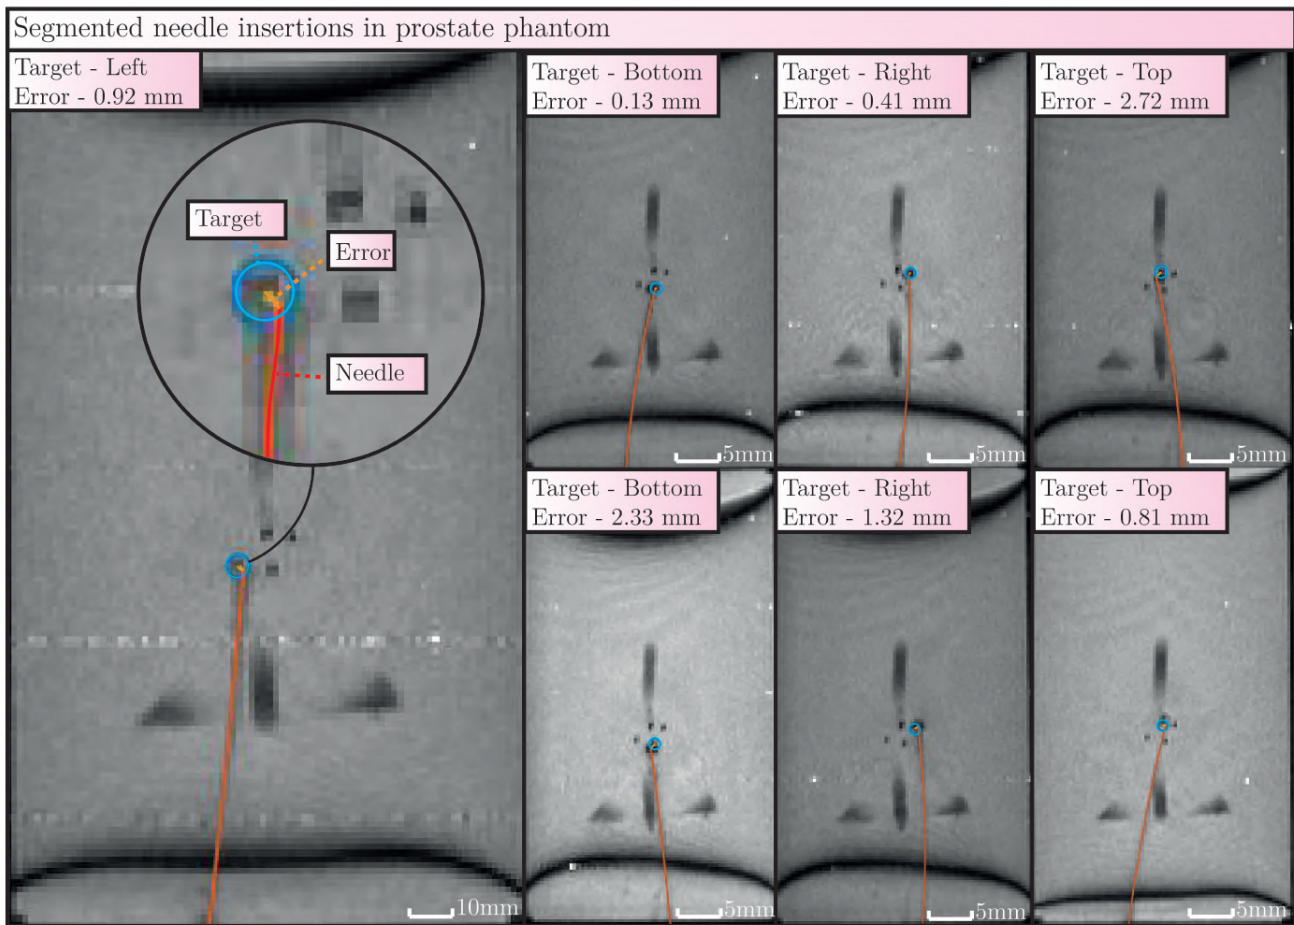 Segmented needle insertions in prostate phantom
Target - Left
Error - 0.92 mm
Target
Error
Needle
10mm
Target - Bottom
Error - 0.13 mm
5mm
Target - Right
Error - 0.41 mm
5mm
Target - Top
Error - 2.72 mm
5mm
Target - Bottom
Error - 2.33 mm
5mm
Target - Right
Error - 1.32 mm
5mm
Target - Top
Error - 0.81 mm
5mm